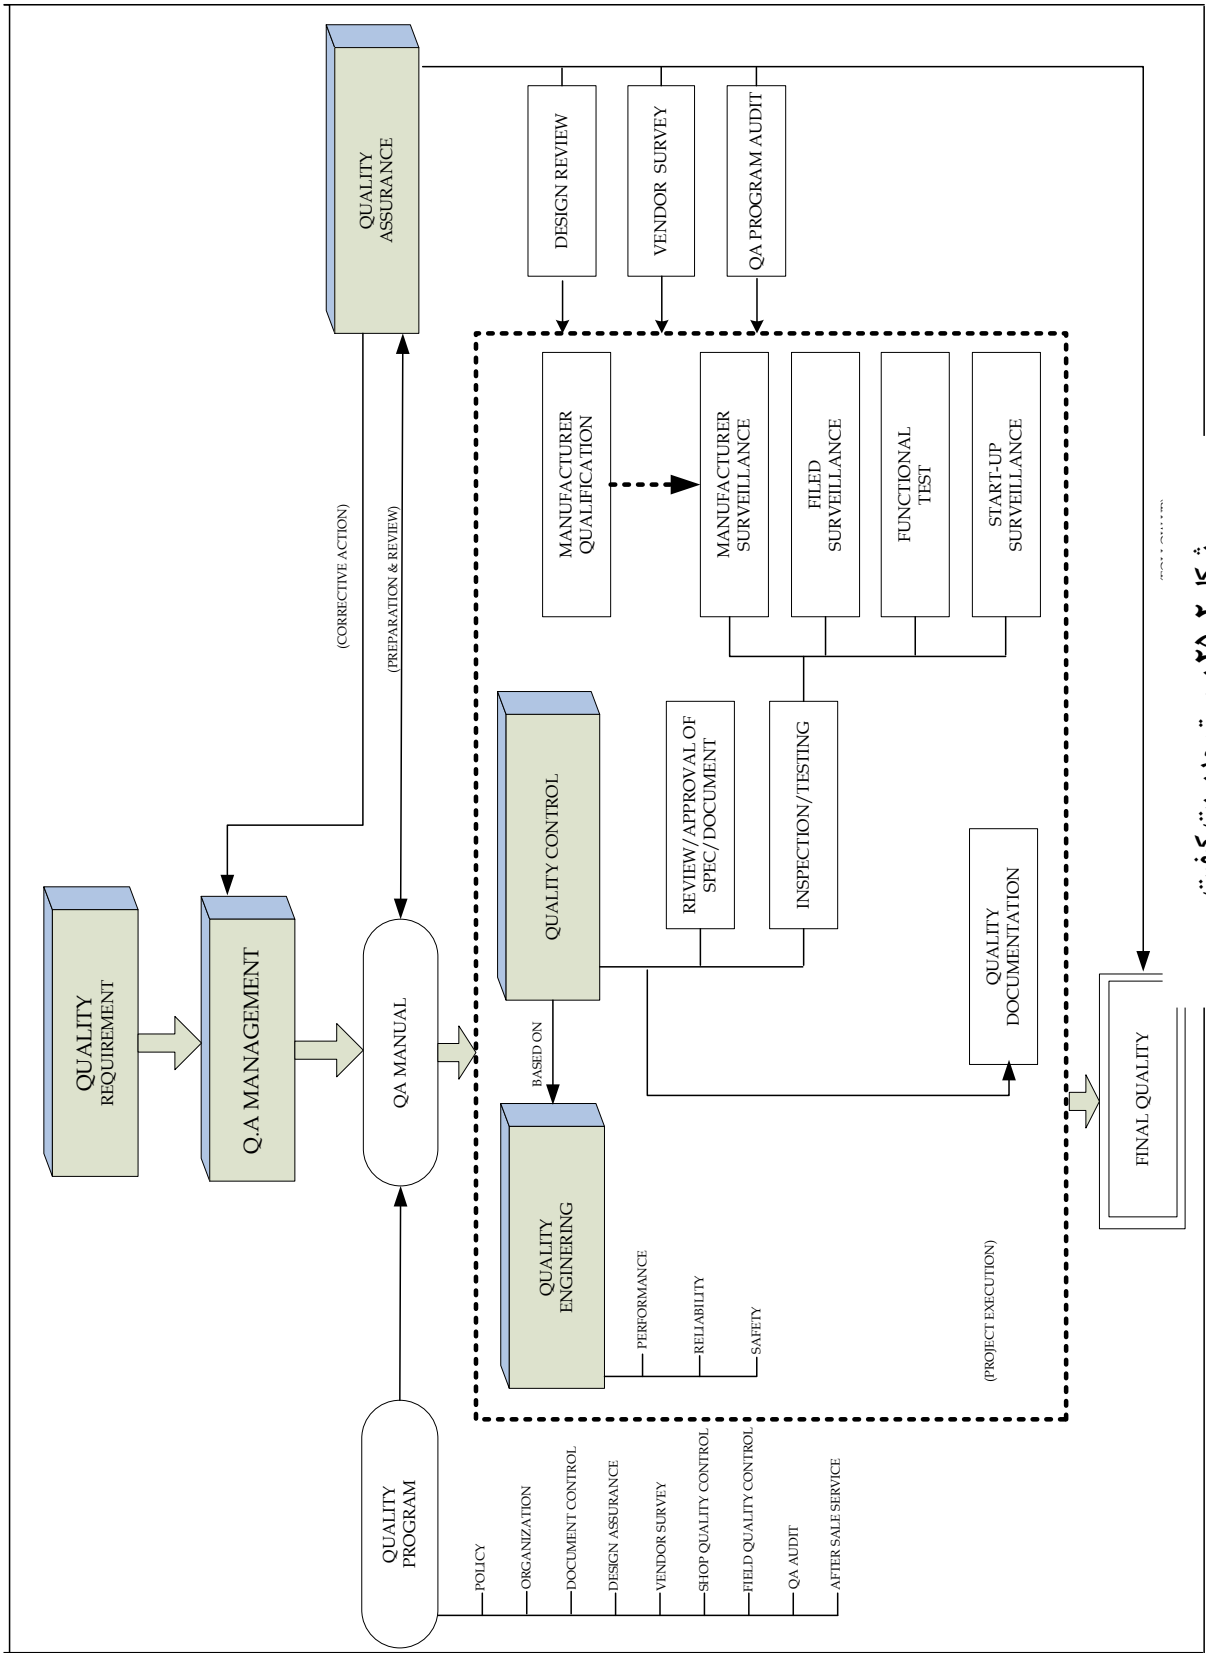 QUALITY
REQUIREMENT
Q.A MANAGEMENT
QUALITY
ASSURANCE
(CORRECTIVE ACTION)
(PREPARATION & REVIEW)
QUALITY
PROGRAM
QA MANUAL
POLICY
ORGANIZATION
DOCUMENT CONTROL
DESIGN ASSURANCE
VENDOR SURVEY
SHOP QUALITY CONTROL
FIELD QUALITY CONTROL
QA AUDIT
AFTER SALE SERVICE
QUALITY
ENGINERING
PERFORMANCE
RELIABILITY
SAFETY
BASED ON
QUALITY CONTROL
REVIEW/APPROVAL OF
SPEC/DOCUMENT
INSPECTION/TESTING
QUALITY
DOCUMENTATION
MANUFACTURER
QUALIFICATION
MANUFACTURER
SURVEILLANCE
FILED
SURVEILLANCE
FUNCTIONAL
TEST
START-UP
SURVEILLANCE
DESIGN REVIEW
VENDOR SURVEY
QA PROGRAM AUDIT
(PROJECT EXECUTION)
FINAL QUALITY